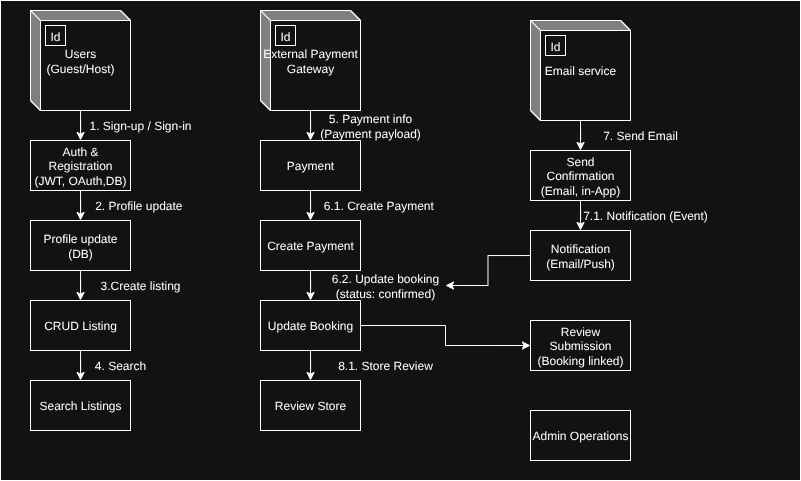 Id
Users
(Guest/Host)
1. Sign-up / Sign-in
Auth &
Registration
(JWT, OAuth,DB)
2. Profile update
Profile update
(DB)
3.Create listing
CRUD Listing
4. Search
Search Listings
Id
External Payment
Gateway
5. Payment info
(Payment payload)
Payment
6.1. Create Payment
Create Payment
6.2. Update booking
(status: confirmed)
Update Booking
8.1. Store Review
Review Store
Id
Email service
7. Send Email
Send
Confirmation
(Email, in-App)
7.1. Notification (Event)
Notification
(Email/Push)
Review
Submission
(Booking linked)
Admin Operations